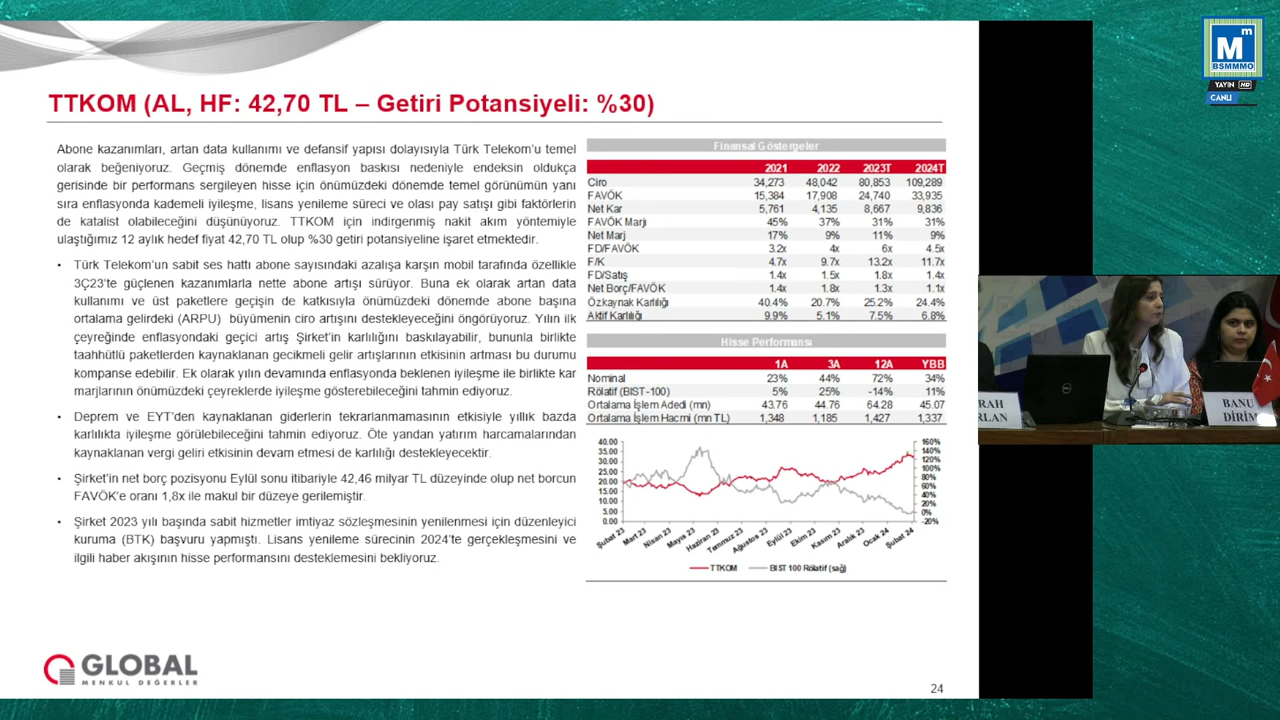 TTKOM (AL, HF: 42,70 TL – Getiri Potansiyeli: %30)
Abone kazanımları, artan data kullanımı ve defansif yapısı dolayısıyla Türk Telekom’u temel
olarak beğeniyoruz. Geçmiş dönemde enflasyon baskısı nedeniyle endeksin oldukça
gerisinde bir performans sergileyen hisse için önümüzdeki dönemde temel görünümün yanı
sıra enflasyonda kademeli iyileşme, lisans yenileme süreci ve olası pay satışı gibi faktörlerin
de katalist olabileceğini düşünüyoruz. TTKOM için indirgenmiş nakit akım yöntemiyle
ulaştığımız 12 aylık hedef fiyat 42,70 TL olup %30 getiri potansiyeline işaret etmektedir.
• Türk Telekom’un sabit ses hattı abone sayısındaki azalışa karşın mobil tarafında özellikle
3Ç23’te güçlenen kazanımlarla nette abone artışı sürüyor. Buna ek olarak artan data
kullanımı ve üst paketlere geçişin de katkısıyla önümüzdeki dönemde abone başına
ortalama gelirdeki (ARPU) büyümenin ciro artışını destekleyeceğini öngörüyoruz. Yılın ilk
çeyreğinde enflasyondaki geçici artış Şirket’in karlılığını baskılayabilir, bununla birlikte
taahhütlü paketlerden kaynaklanan gecikmeli gelir artışlarının etkisinin artması bu durumu
kompanse edebilir. Ek olarak yılın devamında enflasyonda beklenen iyileşme ile birlikte kar
marjlarının önümüzdeki çeyreklerde iyileşme gösterebileceğini tahmin ediyoruz.
• Deprem ve EYT’den kaynaklanan giderlerin tekrarlanmamasının etkisiyle yıllık bazda
karlılıkta iyileşme görülebileceğini tahmin ediyoruz. Öte yandan yatırım harcamalarından
kaynaklanan vergi geliri etkisinin devam etmesi de karlılığı destekleyecektir.
• Şirket’in net borç pozisyonu Eylül sonu itibariyle 42,46 milyar TL düzeyinde olup net borcun
FAVÖK’e oranı 1,8x ile makul bir düzeye gerilemiştir.
• Şirket 2023 yılı başında sabit hizmetler imtiyaz sözleşmesinin yenilenmesi için düzenleyici
kuruma (BTK) başvuru yapmıştı. Lisans yenileme sürecinin 2024’te gerçekleşmesini ve
ilgili haber akışının hisse performansını desteklemesini bekliyoruz.
Finansal Göstergeler
2021 2022 2023T 2024T
Ciro 34,273 48,042 80,853 109,289
FAVÖK 15,384 17,908 24,740 33,935
Net Kar 5,761 4,135 8,667 9,836
FAVÖK Marjı 45% 37% 31% 31%
Net Marj 17% 9% 11% 9%
FD/FAVÖK 3.2x 4x 6x 4.5x
F/K 4.7x 9.7x 13.2x 11.7x
FD/Satış 1.4x 1.5x 1.8x 1.4x
Net Borç/FAVÖK 1.4x 1.8x 1.3x 1.1x
Özkaynak Karlılığı 40.4% 20.7% 25.2% 24.4%
Aktif Karlılığı 9.9% 5.1% 7.5% 6.8%
Hisse Performansı
1A 3A 12A YBB
Nominal 23% 44% 72% 34%
Rölatif (BIST-100) 5% 25% -14% 11%
Ortalama İşlem Adedi (mn) 43.76 44.76 64.28 45.07
Ortalama İşlem Hacmi (mn TL) 1,348 1,185 1,427 1,337
40.00 160%
35.00 140%
30.00 120%
25.00 100%
20.00 80%
15.00 60%
10.00 40%
5.00 20%
0.00 0%
-20%
Şubat 23 Mart 23 Nisan 23 Mayıs 23 Haziran 23 Temmuz 23 Ağustos 23 Eylül 23 Ekim 23 Kasım 23 Aralık 23 Ocak 24 Şubat 24
TTKOM BIST 100 Rölatif (sağ)
GLOBAL
MENKUL DEĞERLER
24
Mm
BSMMMO
YAYIN HD
CANLI
DELL
RAH
RLAN
BANU
DİRİM